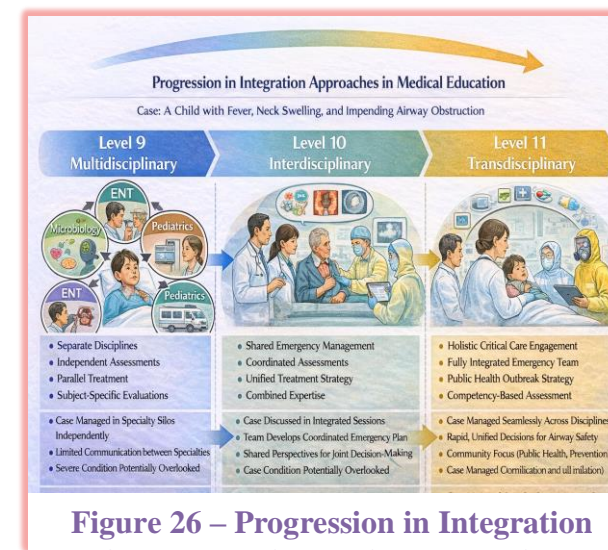 Progression in Integration Approaches in Medical Education
Case: A Child with Fever, Neck Swelling, and Impending Airway Obstruction
Level 9
Multidisciplinary
Level 10
Interdisciplinary
Level 11
Transdisciplinary
ENT
Microbiology
Pediatrics
ENT
Pediatrics
• Separate Disciplines
• Independent Assessments
• Parallel Treatment
• Subject-Specific Evaluations
• Shared Emergency Management
• Coordinated Assessments
• Unified Treatment Strategy
• Combined Expertise
• Holistic Critical Care Engagement
• Fully Integrated Emergency Team
• Public Health Outbreak Strategy
• Competency-Based Assessment
• Case Managed in Specialty Silos
Independently
• Limited Communication between Specialties
• Severe Condition Potentially Overlooked
• Case Discussed in Integrated Sessions
• Team Develops Coordinated Emergency Plan
• Shared Perspectives for Joint Decision-Making
• Case Condition Potentially Overlooked
• Case Managed Seamlessly Across Disciplines
• Rapid, Unified Decisions for Airway Safety
• Community Focus (Public Health, Prevention
• Case Managed and
Figure 26 – Progression in Integration